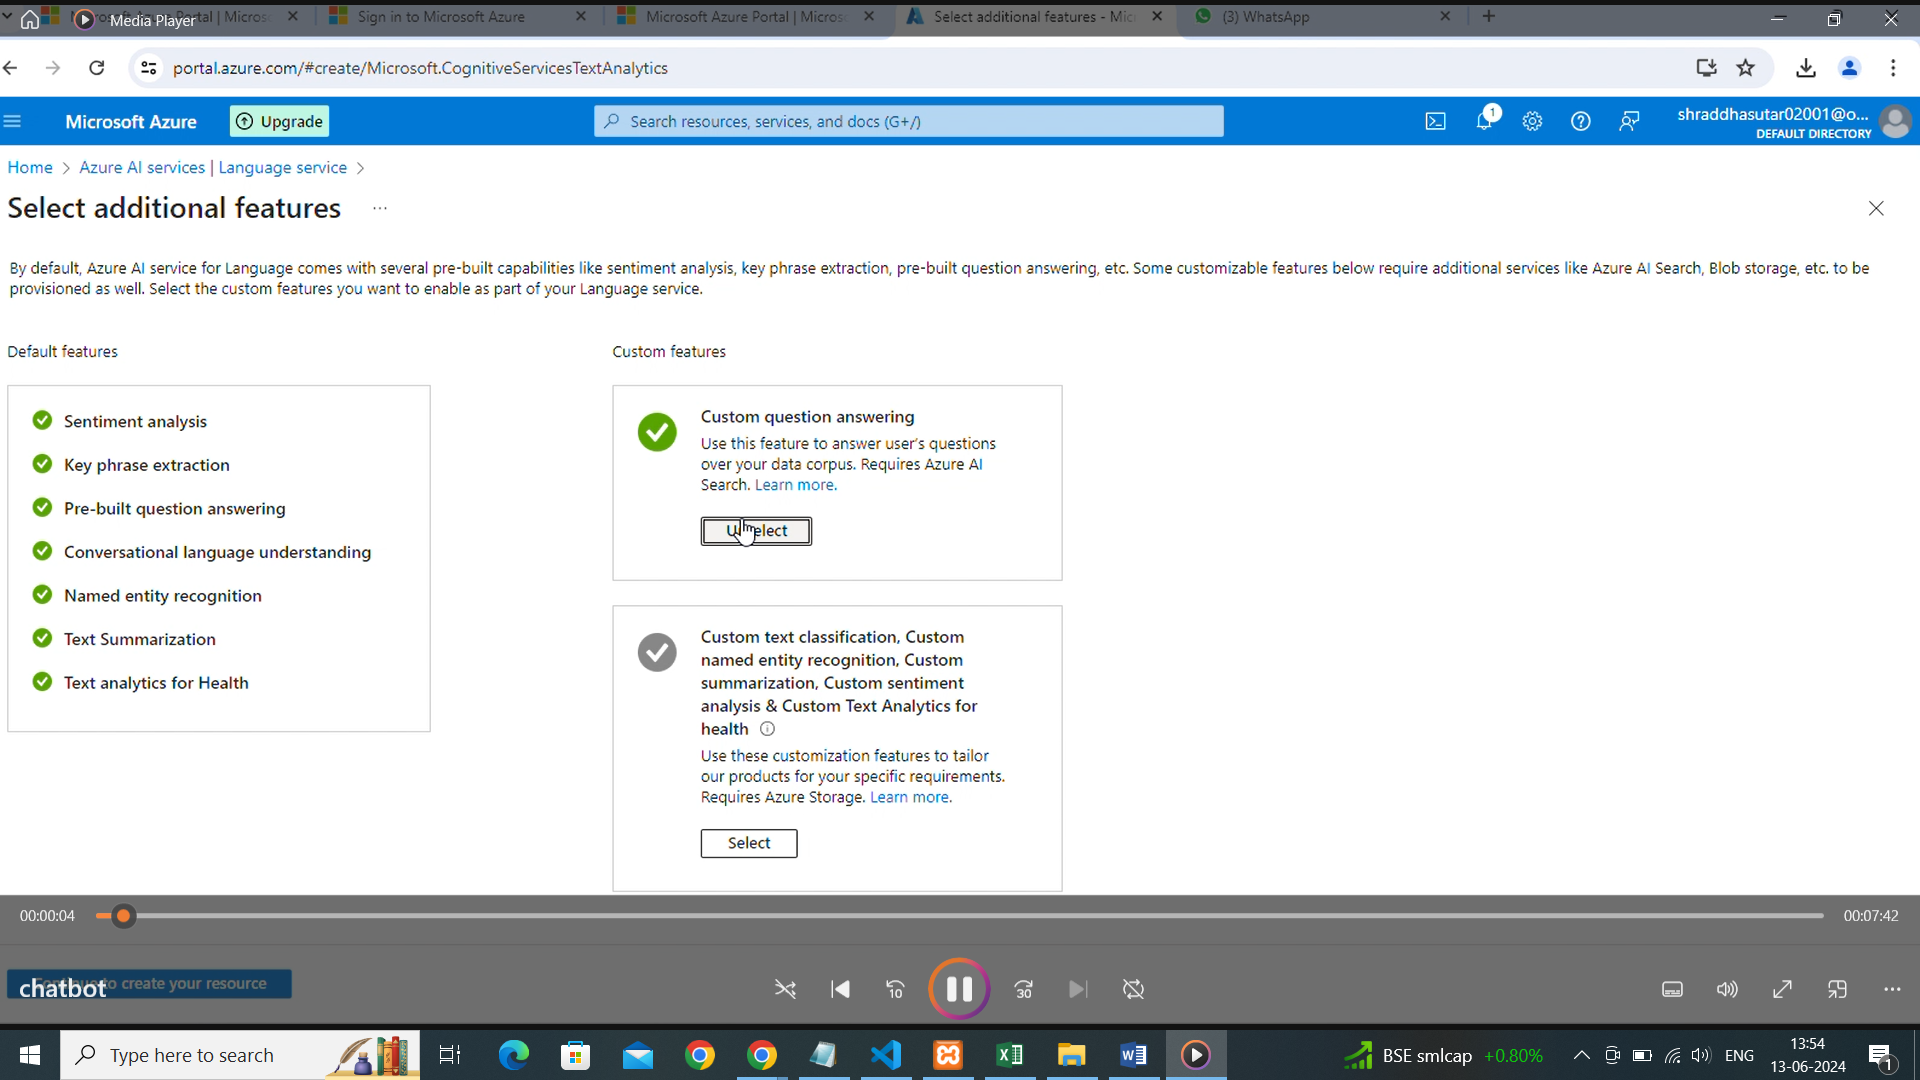 Media Player
Sign in to Microsoft Azure
Microsoft Azure Portal | Micros
Select additional features - Mic
(3) WhatsApp
portal.azure.com/#create/Microsoft.CognitiveServicesTextAnalytics
Microsoft Azure
Upgrade
Search resources, services, and docs (G+/)
1
shraddhasutar02001@o...
DEFAULT DIRECTORY
Home > Azure AI services | Language service >
Select additional features ...
By default, Azure AI service for Language comes with several pre-built capabilities like sentiment analysis, key phrase extraction, pre-built question answering, etc. Some customizable features below require additional services like Azure AI Search, Blob storage, etc. to be
provisioned as well. Select the custom features you want to enable as part of your Language service.
Default features
Sentiment analysis
Key phrase extraction
Pre-built question answering
Conversational language understanding
Named entity recognition
Text Summarization
Text analytics for Health
Custom features
Custom question answering
Use this feature to answer user's questions
over your data corpus. Requires Azure AI
Search. Learn more.
Custom text classification, Custom
named entity recognition, Custom
summarization, Custom sentiment
analysis & Custom Text Analytics for
health
Use these customization features to tailor
our products for your specific requirements.
Requires Azure Storage. Learn more.
Select
00:00:04
00:07:42
chatbot
create your resource
10
30
Type here to search
BSE smlcap +0.80%
ENG
13:54
13-06-2024
1